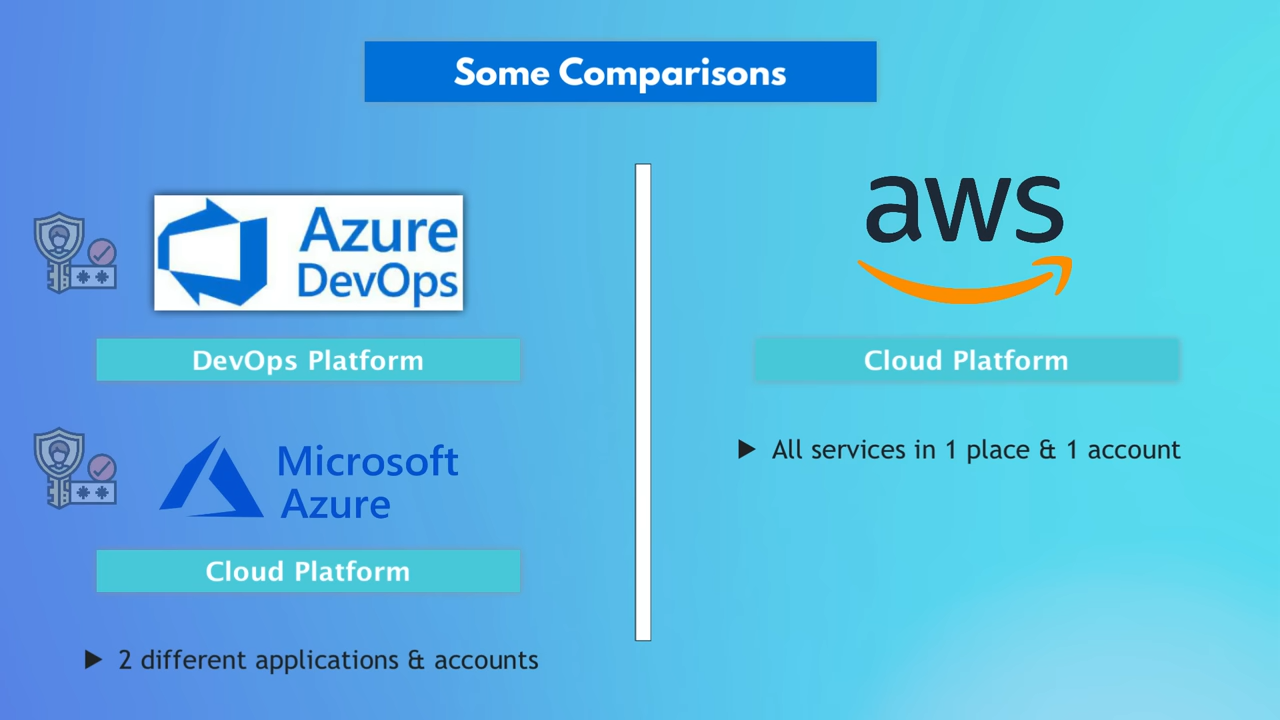 Some Comparisons
Azure
DevOps
DevOps Platform
Microsoft
Azure
Cloud Platform
▶ 2 different applications & accounts
aws
Cloud Platform
▶ All services in 1 place & 1 account